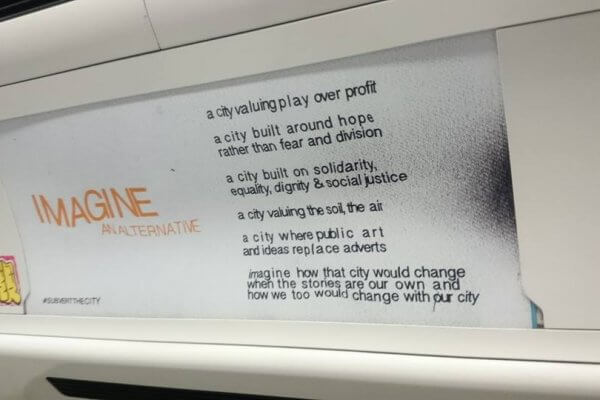 IMAGINE
AN ALTERNATIVE
#SUBVERTTHECITY
a city valuing play over profit
a city built around hope
rather than fear and division
a city built on solidarity,
equality, dignity & social justice
a city valuing the soil, the air
a city where public art
and ideas replace adverts
imagine how that city would change
when the stories are our own and
how we too would change with our city